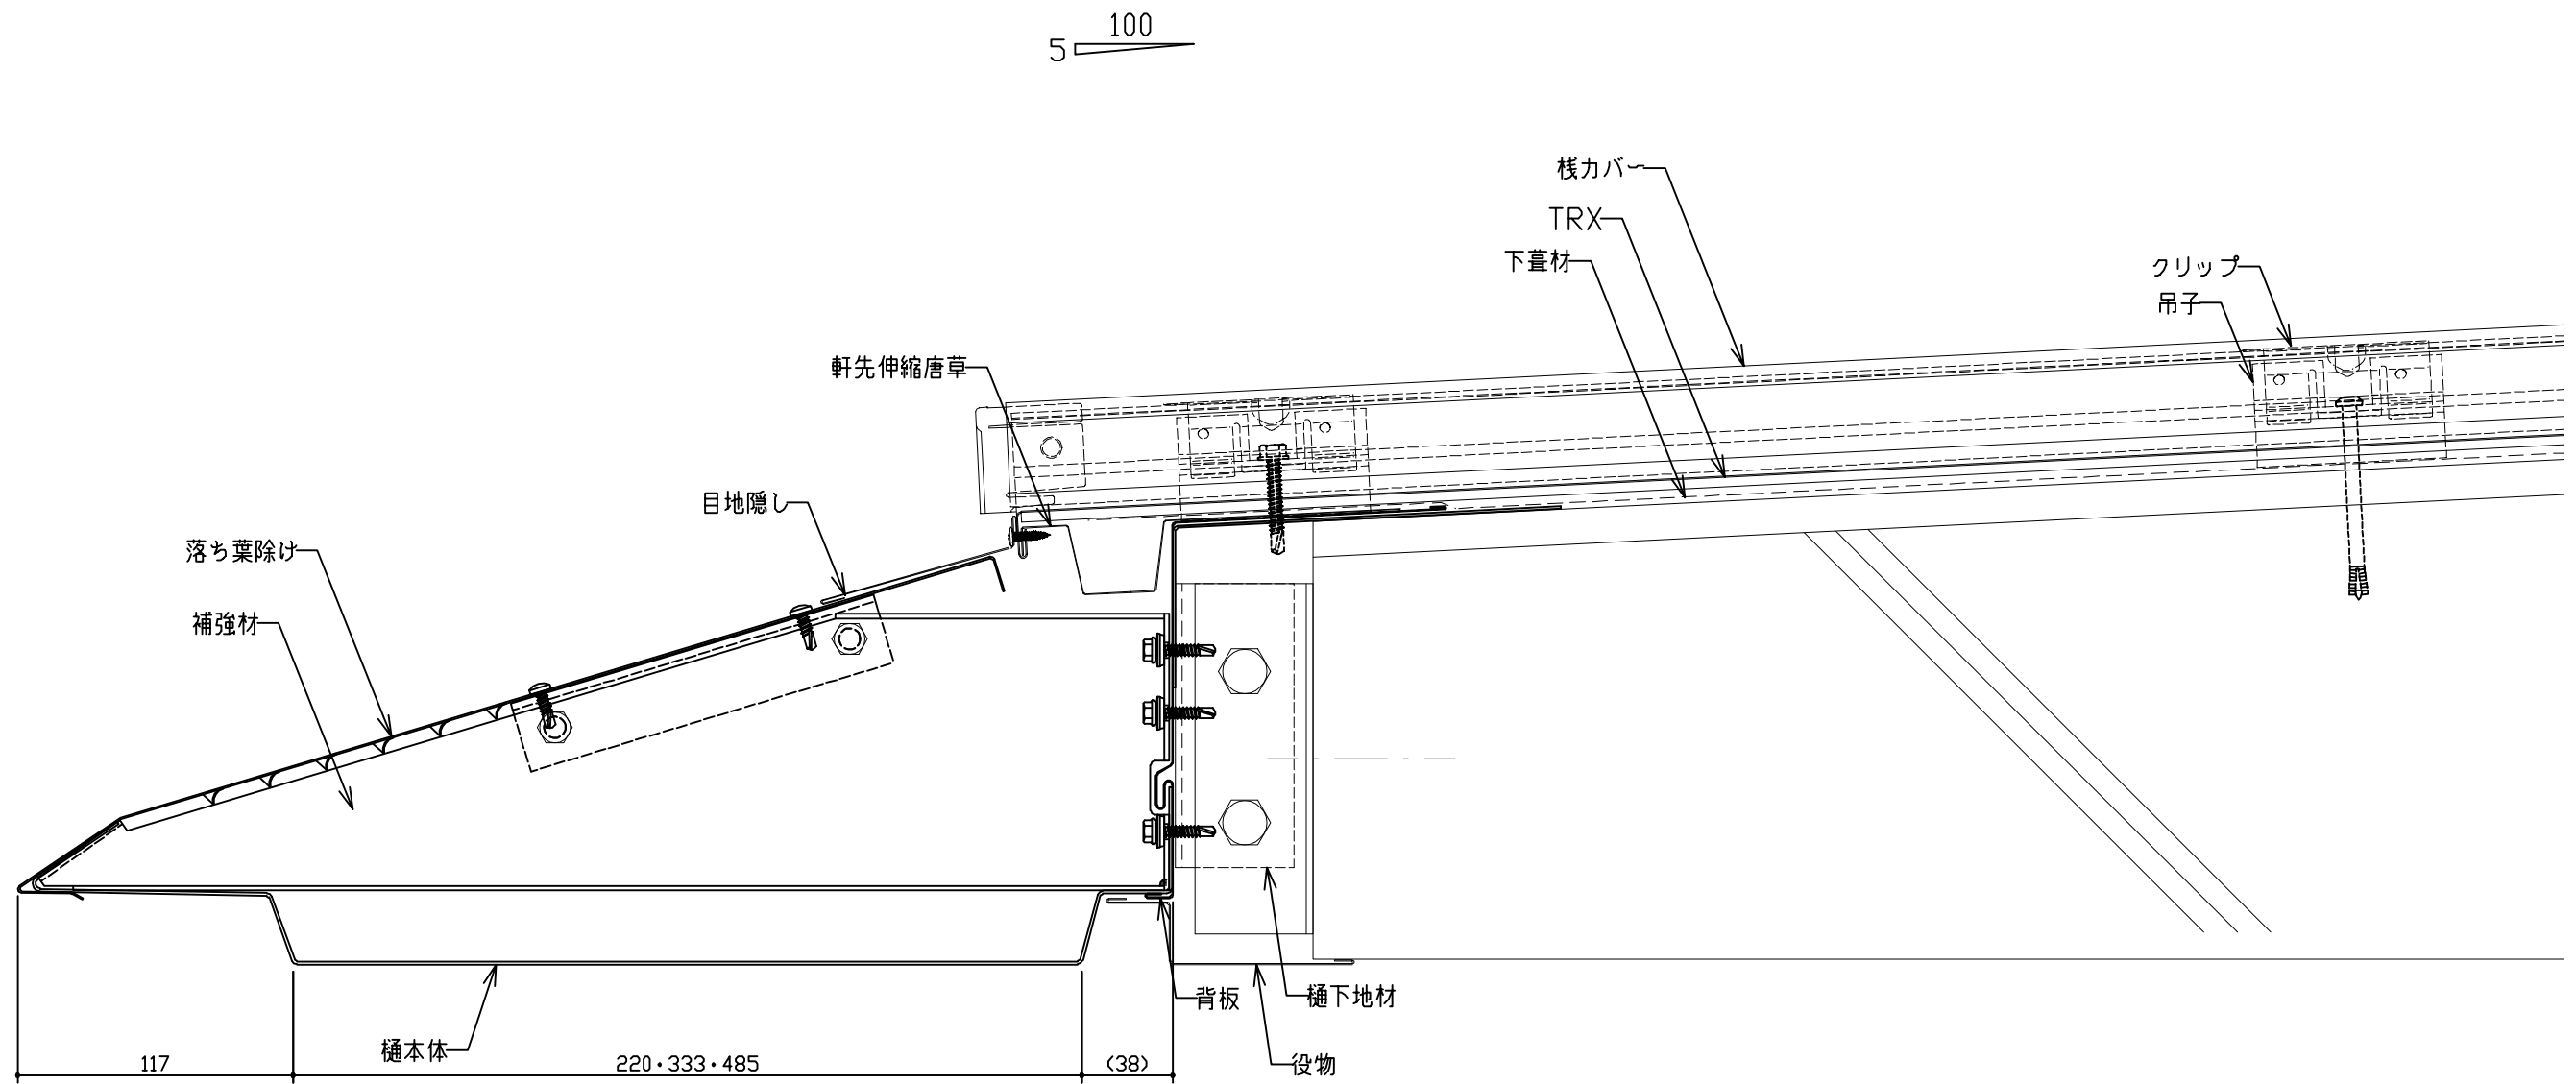 100
5
桟カバー
TRX
下葺材
クリップ
吊子
軒先伸縮唐草
目地隠し
落ち葉除け
補強材
背板
樋下地材
樋本体
役物
117
220・333・485
(38)